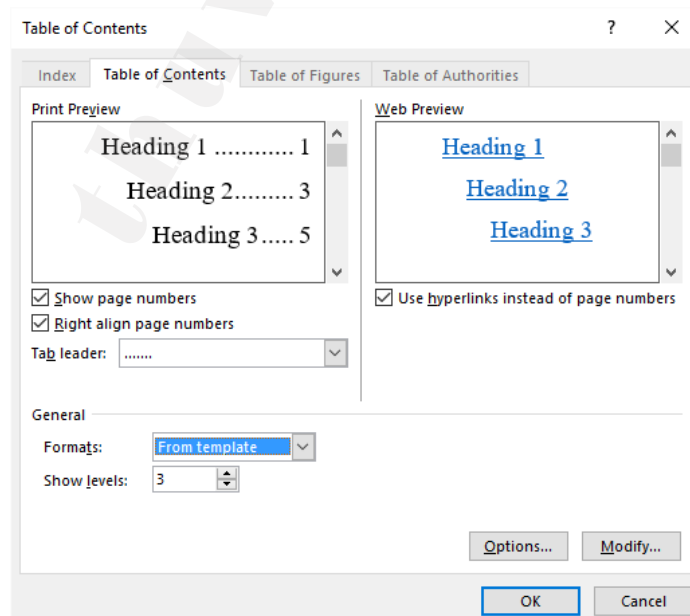 Table of Contents ? ×
Index Table of Contents Table of Figures Table of Authorities
Print Preview Web Preview
Heading 1 ............ 1 Heading 1
Heading 2......... 3 Heading 2
Heading 3..... 5 Heading 3
Show page numbers Use hyperlinks instead of page numbers
Right align page numbers
Tab leader: .......
General
Formats: From template
Show levels: 3
Options... Modify...
OK Cancel
thuv